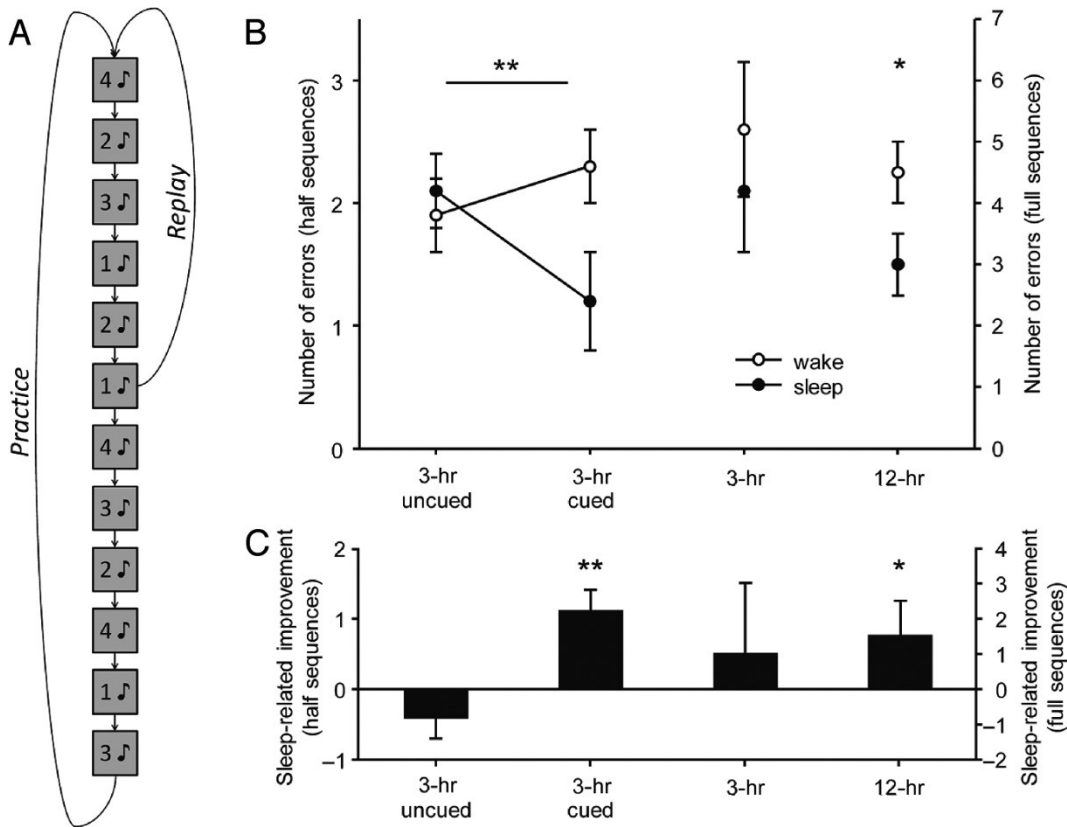 A
4♪
2♪
3♪
1♪
2♪
1♪
4♪
3♪
2♪
4♪
1♪
3♪
Practice
Replay
B
Number of errors (half sequences)
3
2
1
0
**
*
wake
sleep
7
6
5
4
3
2
1
0
Number of errors (full sequences)
3-hr
uncued
3-hr
cued
3-hr
12-hr
C
Sleep-related improvement
(half sequences)
2
1
0
–1
**
*
4
3
2
1
0
–1
–2
Sleep-related improvement
(full sequences)
3-hr
uncued
3-hr
cued
3-hr
12-hr